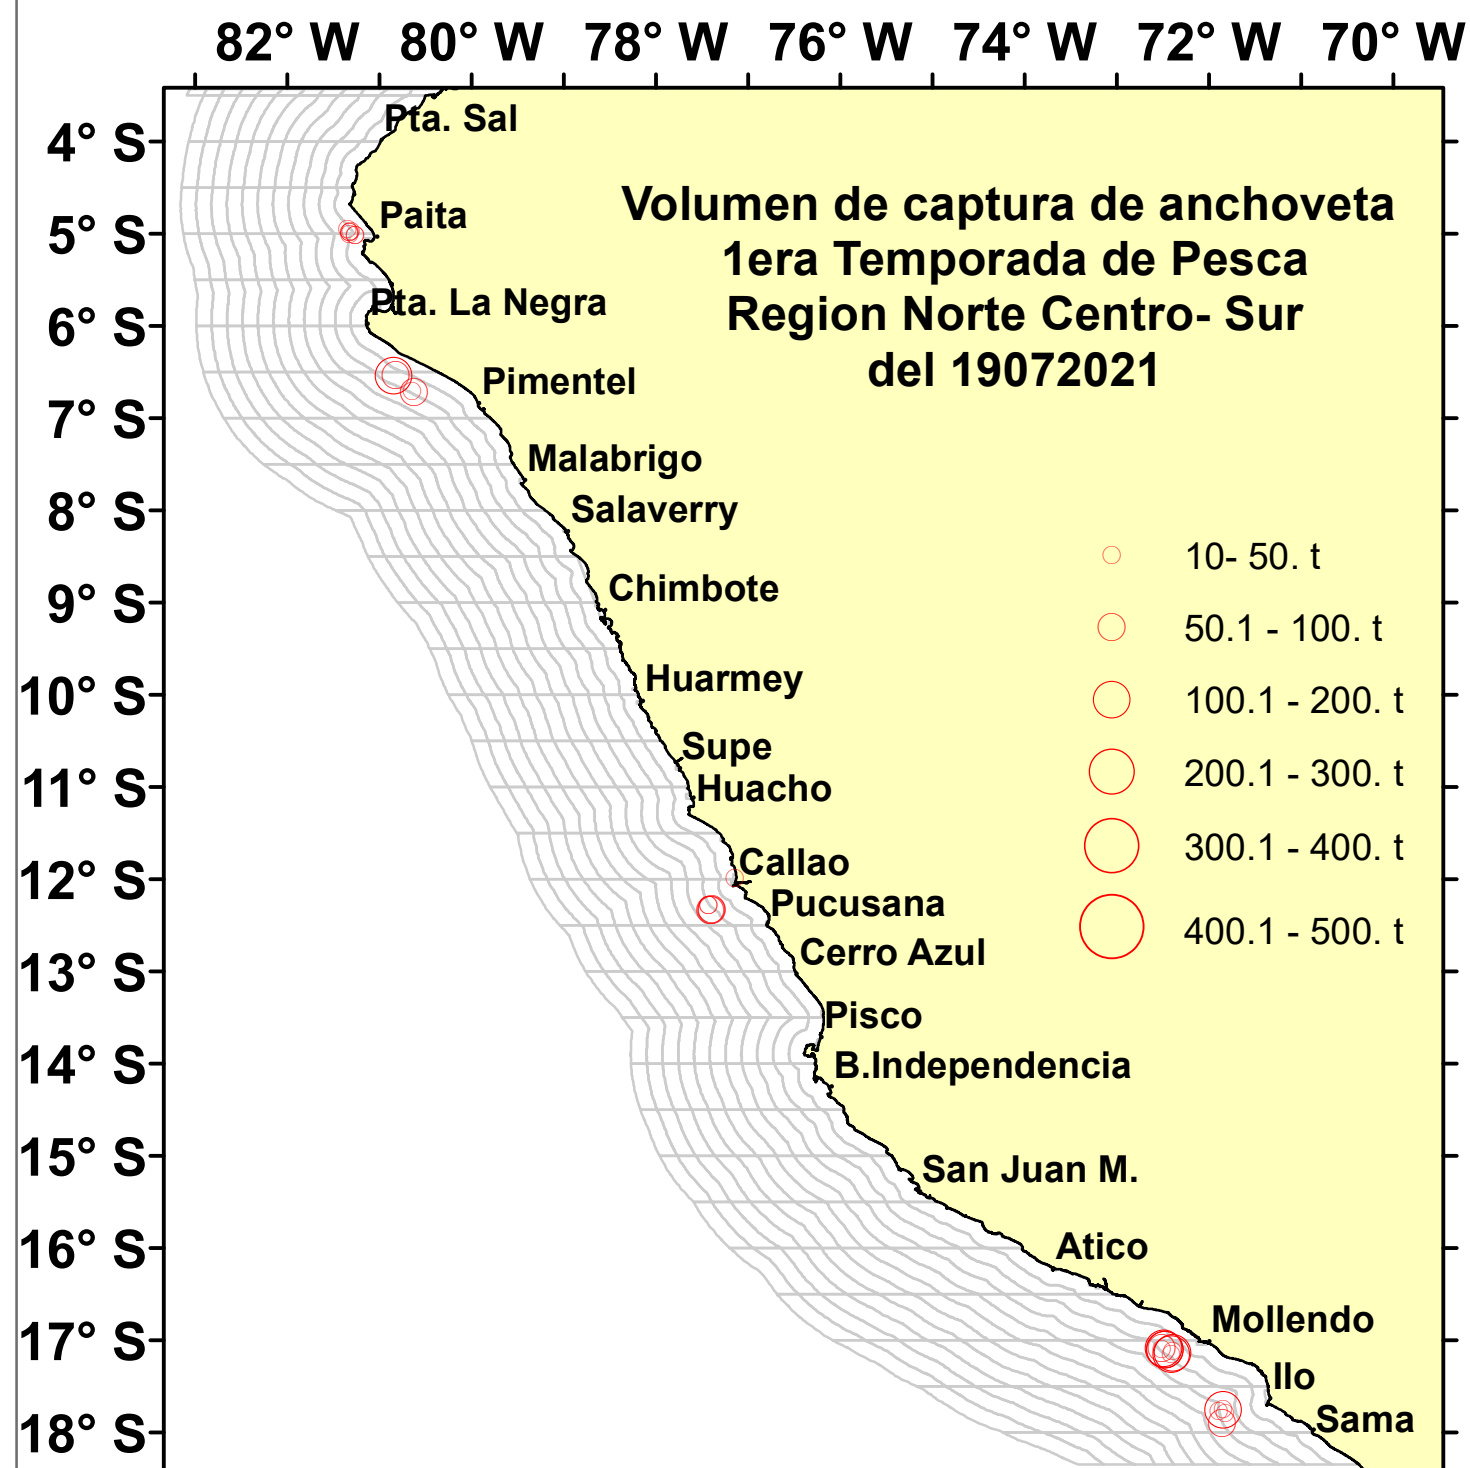 82° W 80° W 78° W 76° W 74° W 72° W 70° W
4° S
5° S
6° S
7° S
8° S
9° S
10° S
11° S
12° S
13° S
14° S
15° S
16° S
17° S
18° S
Volumen de captura de anchoveta
1era Temporada de Pesca
Region Norte Centro- Sur
del 19072021
Pta. Sal
Paita
Pta. La Negra
Pimentel
Malabrigo
Salaverry
Chimbote
Huarmey
Supe
Huacho
Callao
Pucusana
Cerro Azul
Pisco
B.Independencia
San Juan M.
Atico
Mollendo
Ilo
Sama
10- 50. t
50.1 - 100. t
100.1 - 200. t
200.1 - 300. t
300.1 - 400. t
400.1 - 500. t